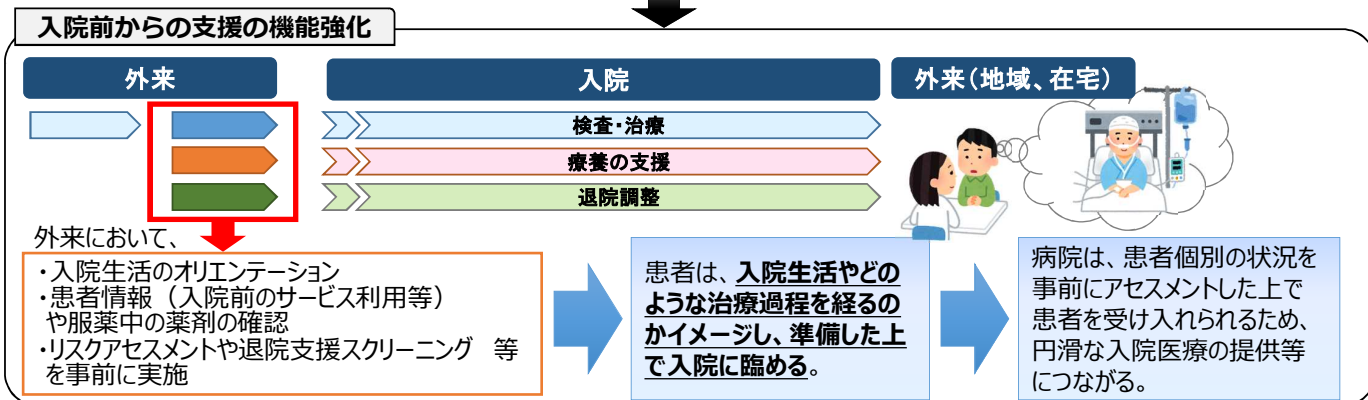 入院前からの支援の機能強化
外来
入院
外来(地域、在宅)
検査・治療
療養の支援
退院調整
外来において、
・入院生活のオリエンテーション
・患者情報（入院前のサービス利用等）
や服薬中の薬剤の確認
・リスクアセスメントや退院支援スクリーニング　等
を事前に実施
患者は、入院生活やどの
ような治療過程を経るの
かイメージし、準備した上
で入院に臨める。
病院は、患者個別の状況を
事前にアセスメントした上で
患者を受け入れられるため、
円滑な入院医療の提供等
につながる。